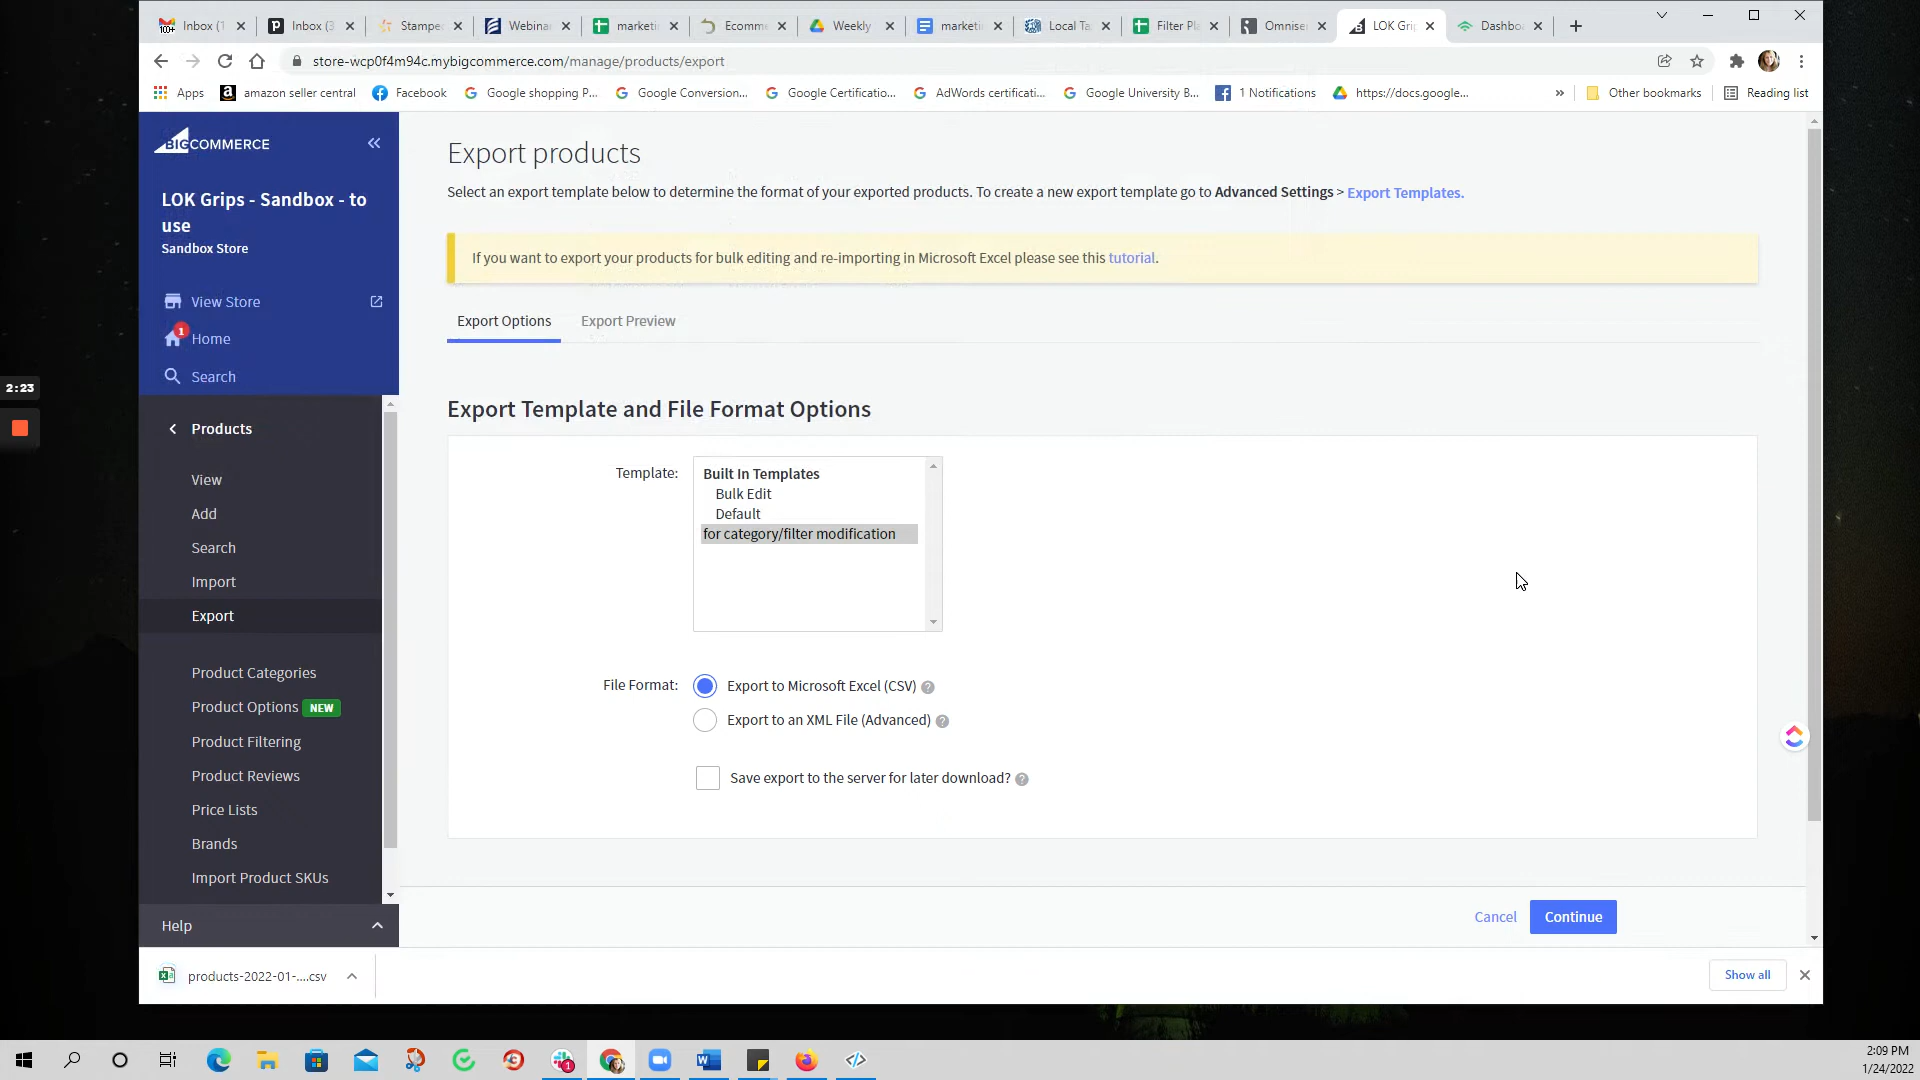 Inbox (1
Inbox (3
Stamper
Webinar
marketi
Ecomm
Weekly
marketi
Local Ta
Filter Pl
Omnise
LOK Gri
Dashbo
store-wcp0f4m94c.mybigcommerce.com/manage/products/export
Apps
amazon seller central
Facebook
Google shopping P...
Google Conversion...
Google Certificatio...
AdWords certificati...
Google University B...
1 Notifications
https://docs.google...
»
Other bookmarks
Reading list
BIGCOMMERCE
LOK Grips - Sandbox - to
use
Sandbox Store
View Store
1
Home
Search
Products
View
Add
Search
Import
Export
Product Categories
Product Options NEW
Product Filtering
Product Reviews
Price Lists
Brands
Import Product SKUs
Help
2:23
Export products
Select an export template below to determine the format of your exported products. To create a new export template go to Advanced Settings > Export Templates.
If you want to export your products for bulk editing and re-importing in Microsoft Excel please see this tutorial.
Export Options
Export Preview
Export Template and File Format Options
Template:
Built In Templates
Bulk Edit
Default
for category/filter modification
File Format:
Export to Microsoft Excel (CSV) ?
Export to an XML File (Advanced) ?
Save export to the server for later download? ?
Cancel
Continue
products-2022-01-....csv
Show all
2:09 PM
1/24/2022